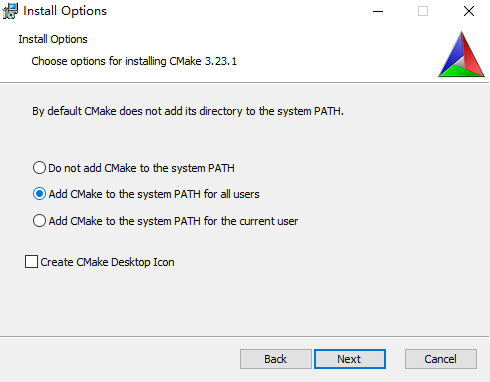 Install Options
Install Options
Choose options for installing CMake 3.23.1
By default CMake does not add its directory to the system PATH.
Do not add CMake to the system PATH
Add CMake to the system PATH for all users
Add CMake to the system PATH for the current user
Create CMake Desktop Icon
Back Next Cancel